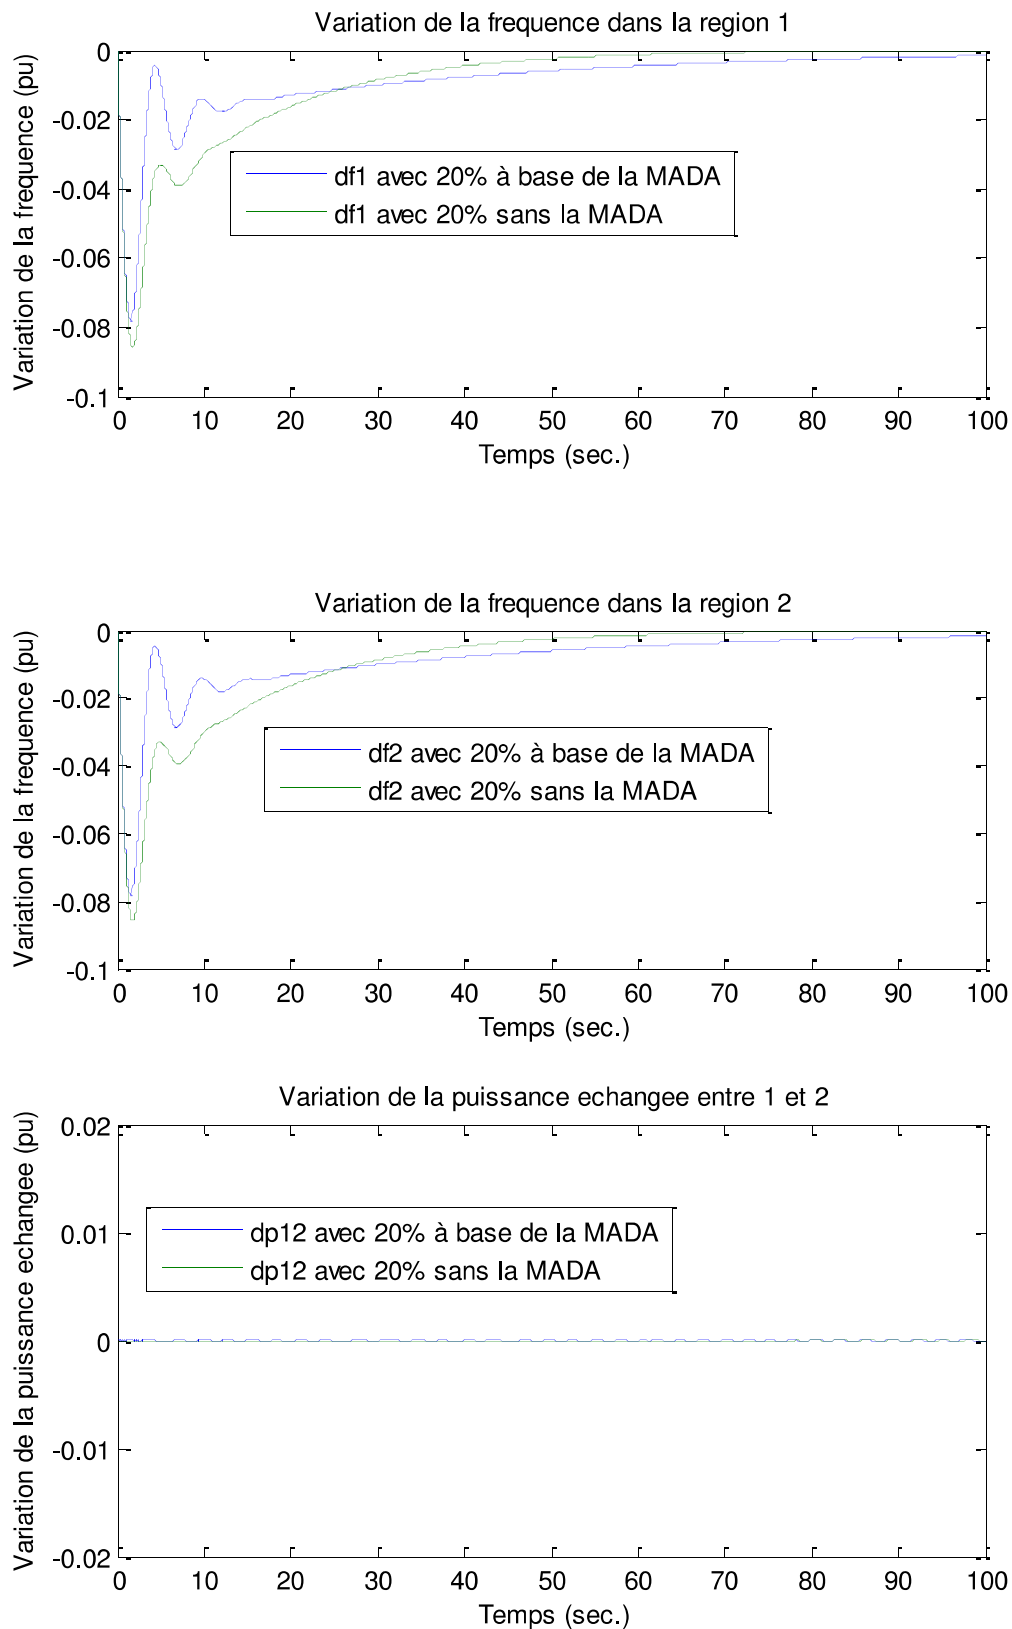 Variation de la frequence dans la region 1
Variation de la frequence (pu)
0
-0.02
-0.04
-0.06
-0.08
-0.1
df1 avec 20% à base de la MADA
df1 avec 20% sans la MADA
0 10 20 30 40 50 60 70 80 90 100
Temps (sec.)
Variation de la frequence dans la region 2
Variation de la frequence (pu)
0
-0.02
-0.04
-0.06
-0.08
-0.1
df2 avec 20% à base de la MADA
df2 avec 20% sans la MADA
0 10 20 30 40 50 60 70 80 90 100
Temps (sec.)
Variation de la puissance echangee entre 1 et 2
Variation de la puissance echangee (pu)
0.02
0.01
0
-0.01
-0.02
dp12 avec 20% à base de la MADA
dp12 avec 20% sans la MADA
0 10 20 30 40 50 60 70 80 90 100
Temps (sec.)